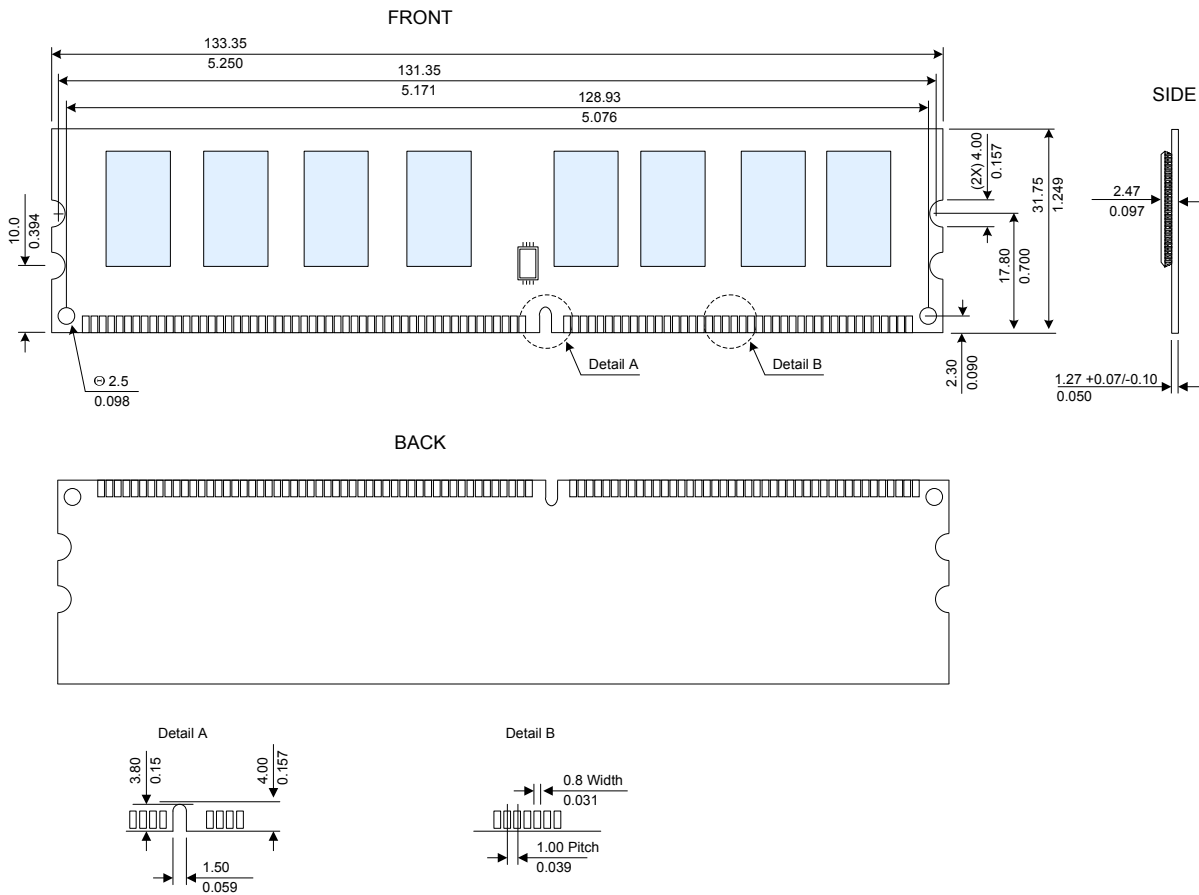 FRONT
133.35
5.250
131.35
5.171
128.93
5.076
SIDE
(2X) 4.00
0.157
31.75
1.249
2.47
0.097
10.0
0.394
17.80
0.700
Detail A
Detail B
2.30
0.090
Θ 2.5
0.098
1.27 +0.07/-0.10
0.050
BACK
Detail A
3.80
0.15
4.00
0.157
1.50
0.059
Detail B
0.8 Width
0.031
1.00 Pitch
0.039